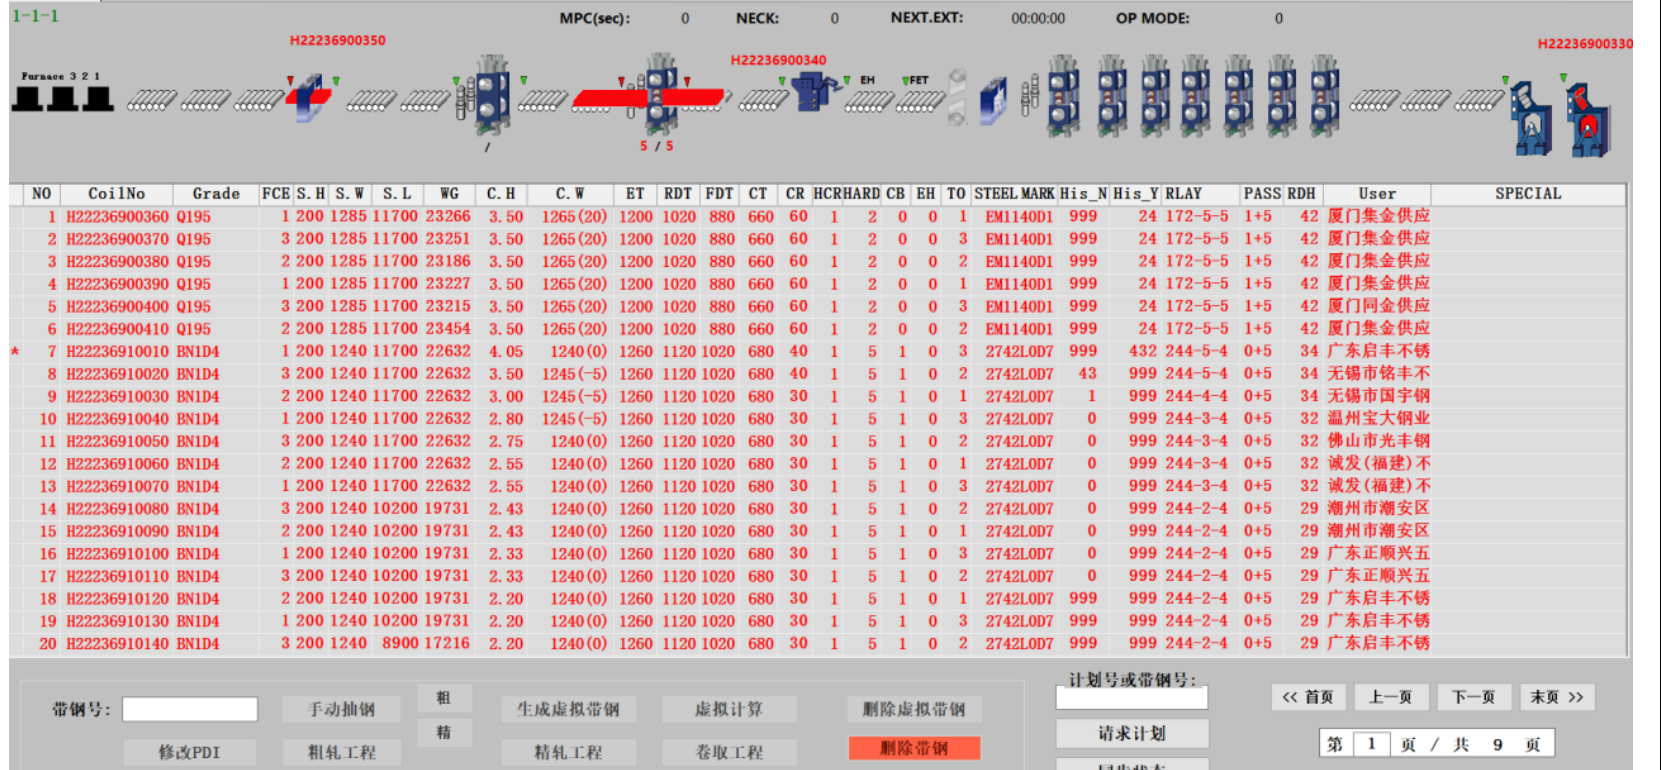 1-1-1
MPC(sec): 0 NECK: 0 NEXT.EXT: 00:00:00 OP MODE: 0
H22236900350
H22236900340
H22236900330
Furnace 3 2 1
EH
FET
/
5 / 5
NO CoilNo Grade FCE S.H S.W S.L WG C.H C.W ET RDT FDT CT CR HCR HARD CB EH TO STEEL MARK His_N His_Y RLAY PASS RDH User SPECIAL
1 H22236900360 Q195 1 200 1285 11700 23266 3.50 1265(20) 1200 1020 880 660 60 1 2 0 0 1 EM1140D1 999 24 172-5-5 1+5 42 厦门集金供应
2 H22236900370 Q195 3 200 1285 11700 23251 3.50 1265(20) 1200 1020 880 660 60 1 2 0 0 3 EM1140D1 999 24 172-5-5 1+5 42 厦门集金供应
3 H22236900380 Q195 2 200 1285 11700 23186 3.50 1265(20) 1200 1020 880 660 60 1 2 0 0 2 EM1140D1 999 24 172-5-5 1+5 42 厦门集金供应
4 H22236900390 Q195 1 200 1285 11700 23227 3.50 1265(20) 1200 1020 880 660 60 1 2 0 0 1 EM1140D1 999 24 172-5-5 1+5 42 厦门集金供应
5 H22236900400 Q195 3 200 1285 11700 23215 3.50 1265(20) 1200 1020 880 660 60 1 2 0 0 3 EM1140D1 999 24 172-5-5 1+5 42 厦门同金供应
6 H22236900410 Q195 2 200 1285 11700 23454 3.50 1265(20) 1200 1020 880 660 60 1 2 0 0 2 EM1140D1 999 24 172-5-5 1+5 42 厦门集金供应
* 7 H22236910010 BN1D4 1 200 1240 11700 22632 4.05 1240(0) 1260 1120 1020 680 40 1 5 1 0 3 2742L0D7 999 432 244-5-4 0+5 34 广东启丰不锈
8 H22236910020 BN1D4 3 200 1240 11700 22632 3.50 1245(-5) 1260 1120 1020 680 40 1 5 1 0 2 2742L0D7 43 999 244-5-4 0+5 34 无锡市铭丰不
9 H22236910030 BN1D4 2 200 1240 11700 22632 3.00 1245(-5) 1260 1120 1020 680 30 1 5 1 0 1 2742L0D7 1 999 244-4-4 0+5 34 无锡市国宇钢
10 H22236910040 BN1D4 1 200 1240 11700 22632 2.80 1245(-5) 1260 1120 1020 680 30 1 5 1 0 3 2742L0D7 0 999 244-3-4 0+5 32 温州宝大钢业
11 H22236910050 BN1D4 3 200 1240 11700 22632 2.75 1240(0) 1260 1120 1020 680 30 1 5 1 0 2 2742L0D7 0 999 244-3-4 0+5 32 佛山市光丰钢
12 H22236910060 BN1D4 2 200 1240 11700 22632 2.55 1240(0) 1260 1120 1020 680 30 1 5 1 0 1 2742L0D7 0 999 244-3-4 0+5 32 诚发(福建)不
13 H22236910070 BN1D4 1 200 1240 11700 22632 2.55 1240(0) 1260 1120 1020 680 30 1 5 1 0 3 2742L0D7 0 999 244-3-4 0+5 32 诚发(福建)不
14 H22236910080 BN1D4 3 200 1240 10200 19731 2.43 1240(0) 1260 1120 1020 680 30 1 5 1 0 2 2742L0D7 0 999 244-2-4 0+5 29 潮州市潮安区
15 H22236910090 BN1D4 2 200 1240 10200 19731 2.43 1240(0) 1260 1120 1020 680 30 1 5 1 0 1 2742L0D7 0 999 244-2-4 0+5 29 潮州市潮安区
16 H22236910100 BN1D4 1 200 1240 10200 19731 2.33 1240(0) 1260 1120 1020 680 30 1 5 1 0 3 2742L0D7 0 999 244-2-4 0+5 29 广东正顺兴五
17 H22236910110 BN1D4 3 200 1240 10200 19731 2.33 1240(0) 1260 1120 1020 680 30 1 5 1 0 2 2742L0D7 0 999 244-2-4 0+5 29 广东正顺兴五
18 H22236910120 BN1D4 2 200 1240 10200 19731 2.20 1240(0) 1260 1120 1020 680 30 1 5 1 0 1 2742L0D7 999 999 244-2-4 0+5 29 广东启丰不锈
19 H22236910130 BN1D4 1 200 1240 10200 19731 2.20 1240(0) 1260 1120 1020 680 30 1 5 1 0 3 2742L0D7 999 999 244-2-4 0+5 29 广东启丰不锈
20 H22236910140 BN1D4 3 200 1240 8900 17216 2.20 1240(0) 1260 1120 1020 680 30 1 5 1 0 2 2742L0D7 999 999 244-2-4 0+5 29 广东启丰不锈
带钢号: 手动抽钢 粗 生成虚拟带钢 虚拟计算 删除虚拟带钢
精
修改PDI 粗轧工程 精轧工程 卷取工程 删除带钢
计划号或带钢号:
请求计划
同步状态
<< 首页 上一页 下一页 末页 >>
第 1 页 / 共 9 页